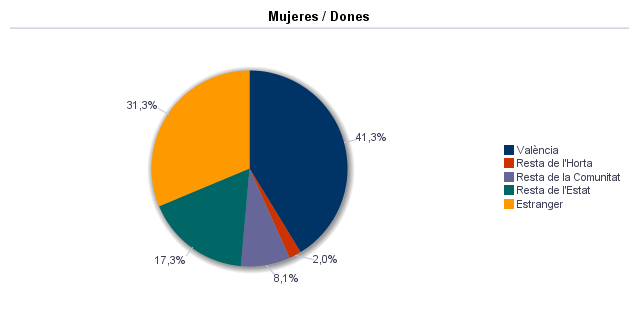 Mujeres / Dones
31,3%
41,3%
València
Resta de l'Horta
Resta de la Comunitat
Resta de l'Estat
Estranger
17,3%
2,0%
8,1%